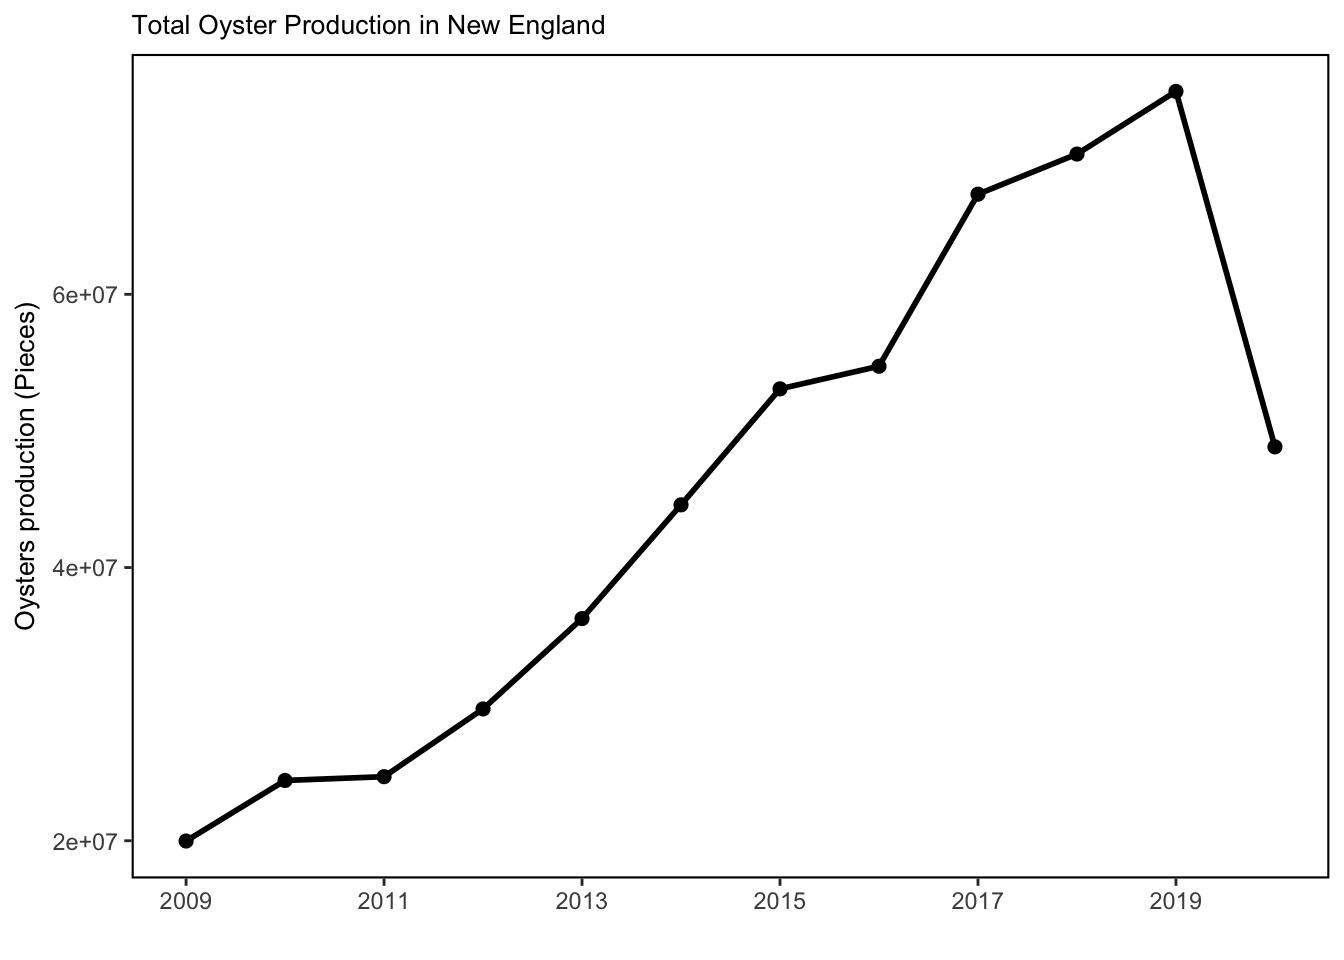 Total Oyster Production in New England
Oysters production (Pieces)
6e+07
4e+07
2e+07
2009
2011
2013
2015
2017
2019